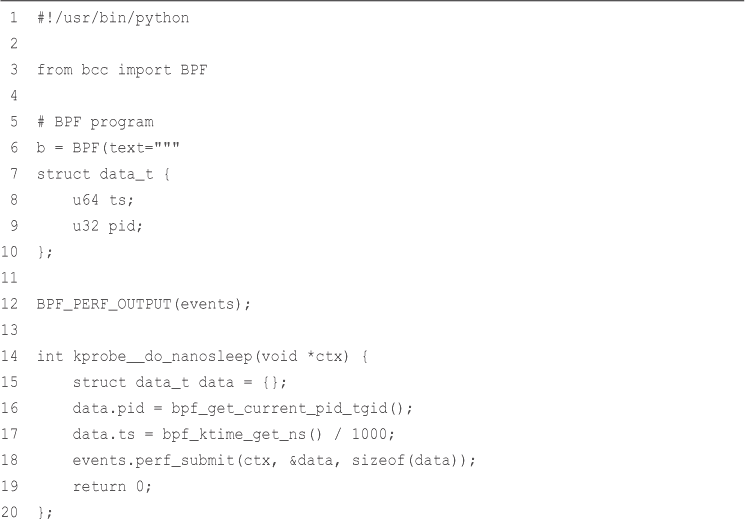 1 #!/usr/bin/python
2
3 from bcc import BPF
4
5 # BPF program
6 b = BPF(text="""
7 struct data_t {
8     u64 ts;
9     u32 pid;
10 };
11
12 BPF_PERF_OUTPUT(events);
13
14 int kprobe__do_nanosleep(void *ctx) {
15     struct data_t data = {};
16     data.pid = bpf_get_current_pid_tgid();
17     data.ts = bpf_ktime_get_ns() / 1000;
18     events.perf_submit(ctx, &data, sizeof(data));
19     return 0;
20 };